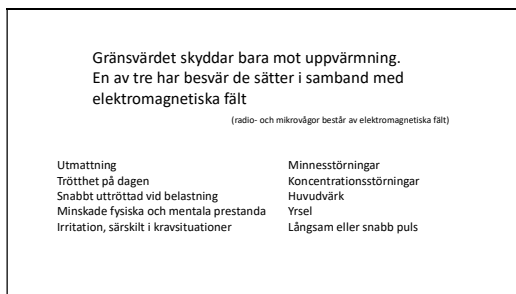 Gränsvärdet skyddar bara mot uppvärmning.
En av tre har besvär de sätter i samband med
elektromagnetiska fält
(radio- och mikrovågor består av elektromagnetiska fält)
Utmattning
Trötthet på dagen
Snabbt uttröttad vid belastning
Minskade fysiska och mentala prestanda
Irritation, särskilt i kravsituationer
Minnesstörningar
Koncentrationsstörningar
Huvudvärk
Yrsel
Långsam eller snabb puls